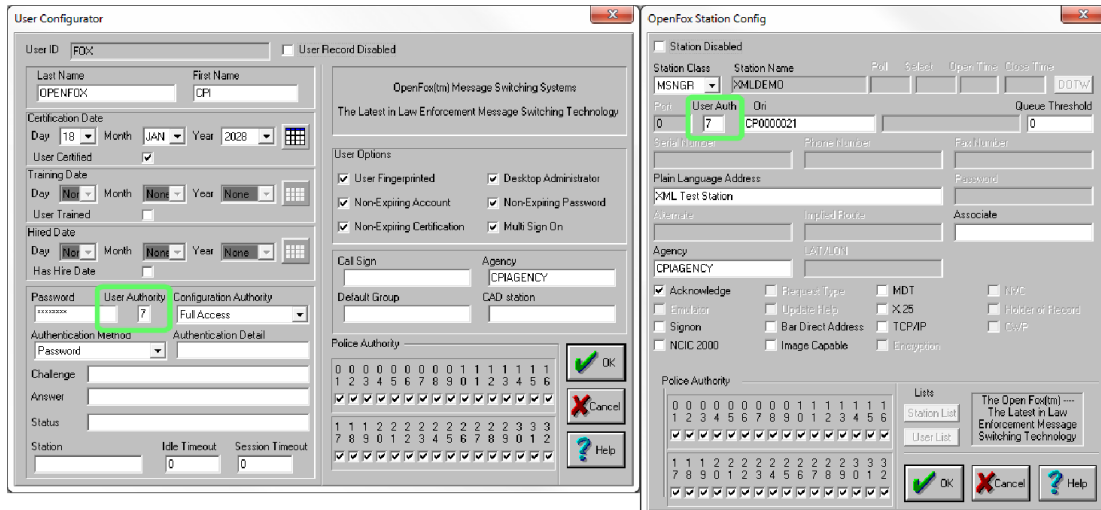 User Configurator
User ID FOX User Record Disabled
Last Name First Name
OPENFOX CPI
Certification Date
Day 18 Month JAN Year 2028
User Certified
Training Date
Day Nor Month None Year None
User Trained
Hired Date
Day Nor Month None Year None
Has Hire Date
Password User Authority Configuration Authority
******** 7 Full Access
Authentication Method Authentication Detail
Password
Challenge
Answer
Status
Station Idle Timeout Session Timeout
0 0
OpenFox(tm) Message Switching Systems
The Latest in Law Enforcement Message Switching Technology
User Options
User Fingerprinted Desktop Administrator
Non-Expiring Account Non-Expiring Password
Non-Expiring Certification Multi Sign On
Call Sign Agency
CPIAGENCY
Default Group CAD station
Police Authority
0 0 0 0 0 0 0 0 0 1 1 1 1 1 1 1
1 2 3 4 5 6 7 8 9 0 1 2 3 4 5 6
1 1 1 2 2 2 2 2 2 2 2 2 2 3 3 3
7 8 9 0 1 2 3 4 5 6 7 8 9 0 1 2
OK
Cancel
Help
OpenFox Station Config
Station Disabled
Station Class Station Name Poll Select Open Time Close Time
MSNGR XMLDEMO DOTW
Port User Auth Ori Queue Threshold
0 7 CP0000021 0
Serial Number Phone Number Fax Number
Plain Language Address Password
XML Test Station
Alternate Implied Route Associate
Agency LAT/LON
CPIAGENCY
Acknowledge Request Type MDT NVC
Emulator Update Help X.25 Holder of Record
Signon Bar Direct Address TCP/IP
NCIC 2000 Image Capable Encryption
Police Authority
0 0 0 0 0 0 0 0 0 1 1 1 1 1 1 1
1 2 3 4 5 6 7 8 9 0 1 2 3 4 5 6
1 1 1 2 2 2 2 2 2 2 2 2 2 3 3 3
7 8 9 0 1 2 3 4 5 6 7 8 9 0 1 2
Lists
Station List
User List
The Open Fox(tm) ----
The Latest in Law
Enforcement Message
Switching Technology
OK Cancel Help